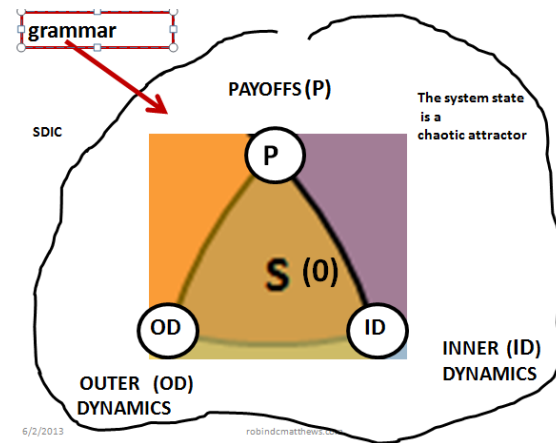 grammar
PAYOFFS (P)
The system state
is a
chaotic attractor
SDIC
P
S (0)
OD
ID
INNER (ID)
DYNAMICS
OUTER (OD)
DYNAMICS
6/2/2013
robindcmatthews.com